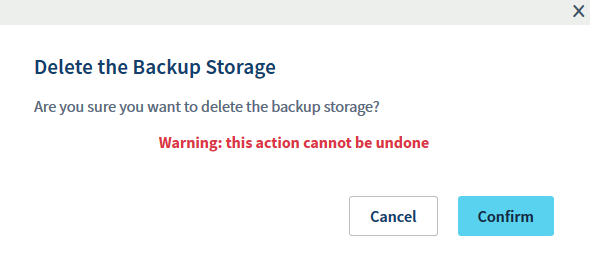 Delete the Backup Storage
Are you sure you want to delete the backup storage?
Warning: this action cannot be undone
Cancel
Confirm